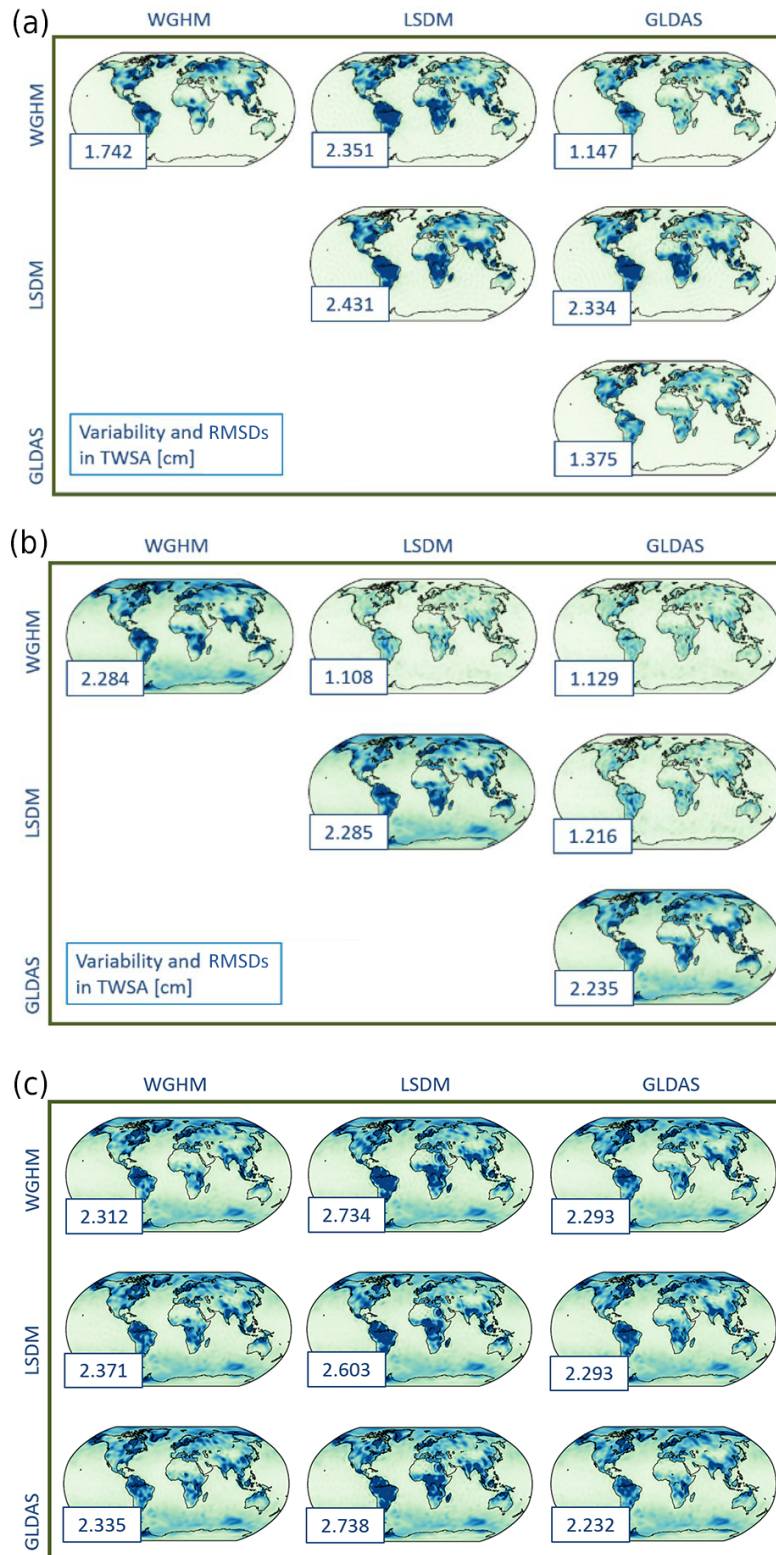 (a)
WGHM LSDM GLDAS
WGHM
1.742 2.351 1.147
LSDM
2.431 2.334
GLDAS
1.375
Variability and RMSDs
in TWSA [cm]
(b)
WGHM LSDM GLDAS
WGHM
2.284 1.108 1.129
LSDM
2.285 1.216
GLDAS
2.235
Variability and RMSDs
in TWSA [cm]
(c)
WGHM LSDM GLDAS
WGHM
2.312 2.734 2.293
LSDM
2.371 2.603 2.293
GLDAS
2.335 2.738 2.232